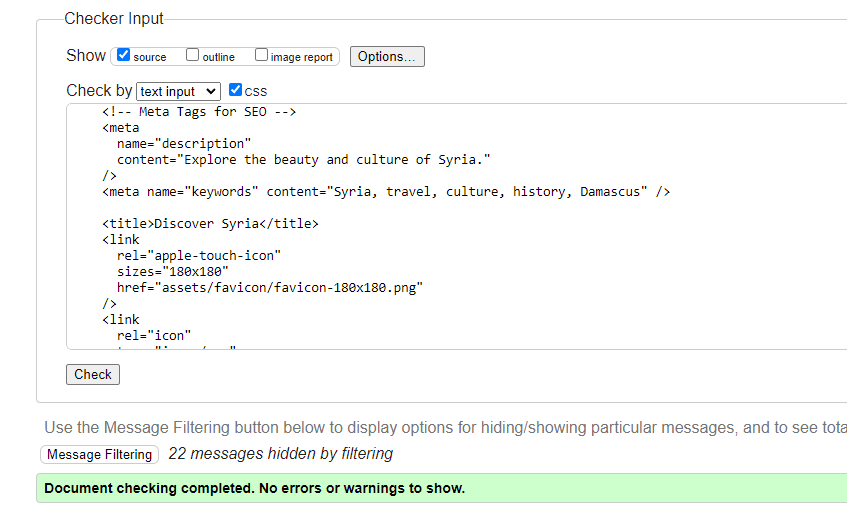 Checker Input
Show source outline image report Options...
Check by text input css
<!-- Meta Tags for SEO -->
<meta
name="description"
content="Explore the beauty and culture of Syria."
/>
<meta name="keywords" content="Syria, travel, culture, history, Damascus" />
<title>Discover Syria</title>
<link
rel="apple-touch-icon"
sizes="180x180"
href="assets/favicon/favicon-180x180.png"
/>
<link
rel="icon"
Check
Use the Message Filtering button below to display options for hiding/showing particular messages, and to see
Message Filtering 22 messages hidden by filtering
Document checking completed. No errors or warnings to show.